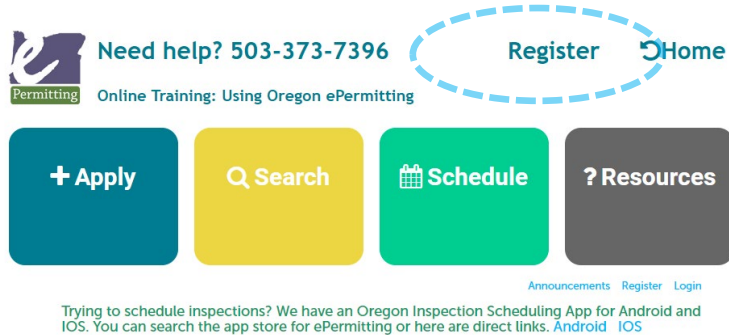 Need help? 503-373-7396 Register Home
e
Permitting
Online Training: Using Oregon ePermitting
+ Apply Search Schedule ? Resources
Announcements Register Login
Trying to schedule inspections? We have an Oregon Inspection Scheduling App for Android and
IOS. You can search the app store for ePermitting or here are direct links. Android IOS